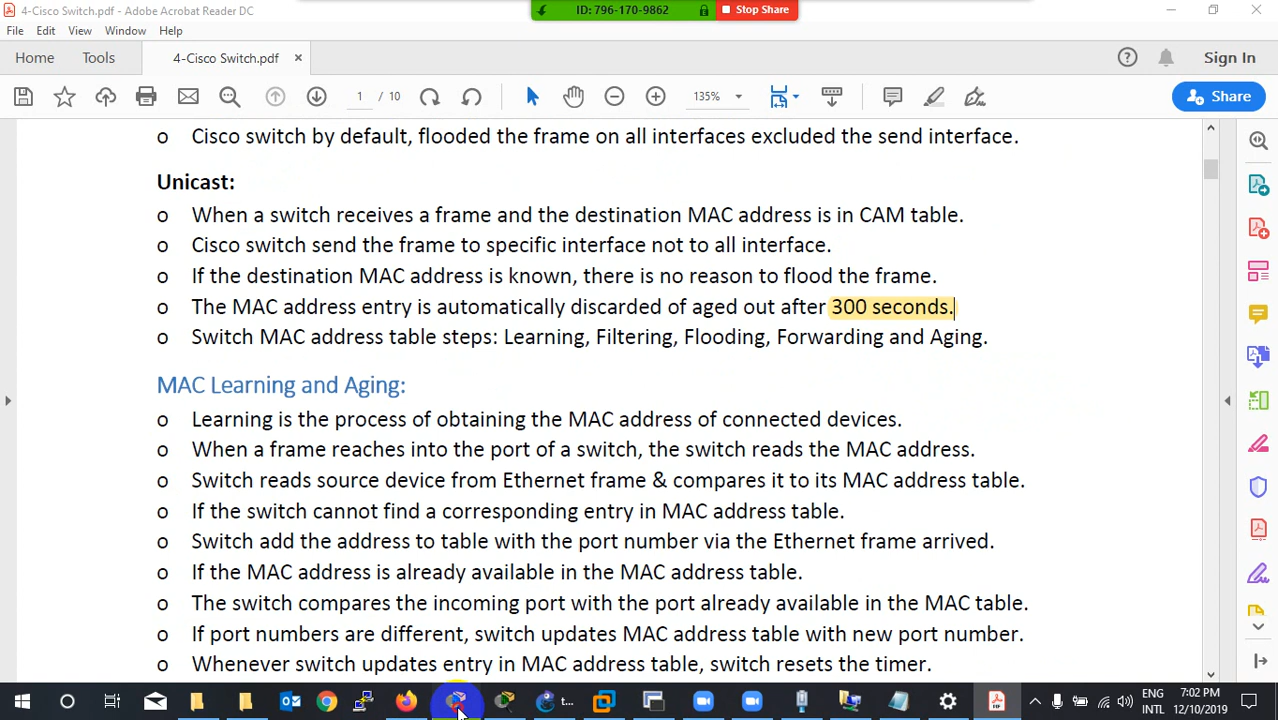 4-Cisco Switch.pdf - Adobe Acrobat Reader DC
ID: 796-170-9862
Stop Share
File Edit View Window Help
Home Tools 4-Cisco Switch.pdf × Sign In
1 / 10 135% Share
o Cisco switch by default, flooded the frame on all interfaces excluded the send interface.
Unicast:
o When a switch receives a frame and the destination MAC address is in CAM table.
o Cisco switch send the frame to specific interface not to all interface.
o If the destination MAC address is known, there is no reason to flood the frame.
o The MAC address entry is automatically discarded of aged out after 300 seconds.
o Switch MAC address table steps: Learning, Filtering, Flooding, Forwarding and Aging.
MAC Learning and Aging:
o Learning is the process of obtaining the MAC address of connected devices.
o When a frame reaches into the port of a switch, the switch reads the MAC address.
o Switch reads source device from Ethernet frame & compares it to its MAC address table.
o If the switch cannot find a corresponding entry in MAC address table.
o Switch add the address to table with the port number via the Ethernet frame arrived.
o If the MAC address is already available in the MAC address table.
o The switch compares the incoming port with the port already available in the MAC table.
o If port numbers are different, switch updates MAC address table with new port number.
o Whenever switch updates entry in MAC address table, switch resets the timer.
t...
ENG 7:02 PM
INTL 12/10/2019